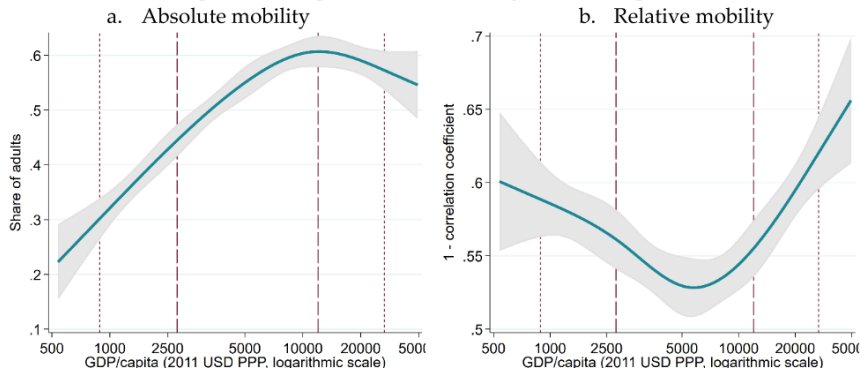 a. Absolute mobility
.6
.5
.4
.3
.2
.1
Share of adults
500 1000 2500 5000 10000 20000 5000
GDP/capita (2011 USD PPP, logarithmic scale)
b. Relative mobility
.7
.65
.6
.55
.5
1 - correlation coefficient
500 1000 2500 5000 10000 20000 5000
GDP/capita (2011 USD PPP, logarithmic scale)